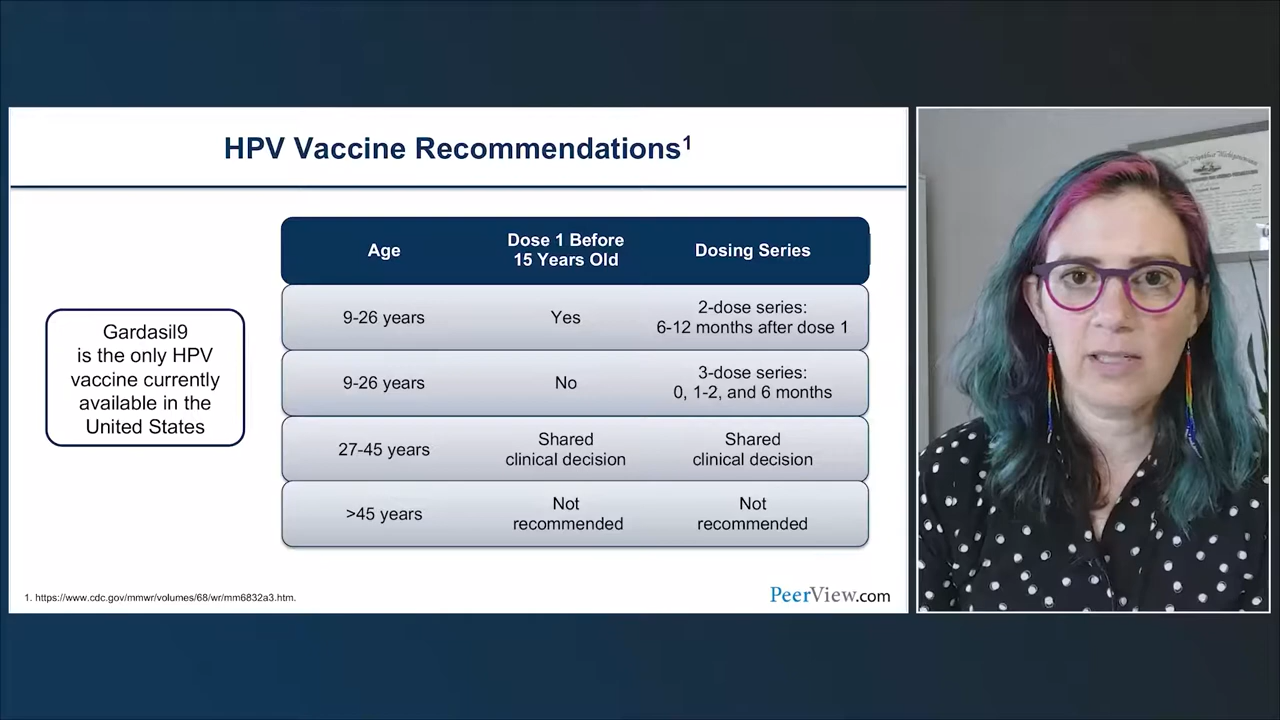 HPV Vaccine Recommendations1
Gardasil9
is the only HPV
vaccine currently
available in the
United States
Age
Dose 1 Before
15 Years Old
Dosing Series
9-26 years
Yes
2-dose series:
6-12 months after dose 1
9-26 years
No
3-dose series:
0, 1-2, and 6 months
27-45 years
Shared
clinical decision
Shared
clinical decision
>45 years
Not
recommended
Not
recommended
1. https://www.cdc.gov/mmwr/volumes/68/wr/mm6832a3.htm.
PeerView.com